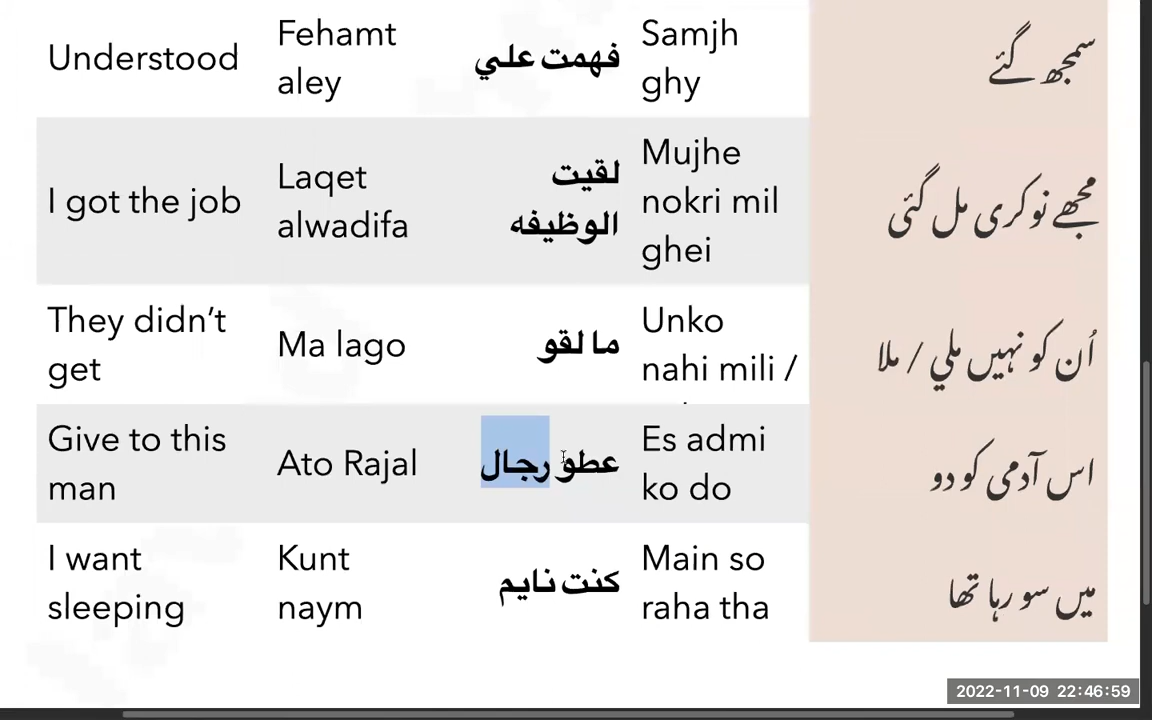 Understood
Fehamt
aley
فهمت علي
Samjh
ghy
سمجھ گئے
I got the job
Laqet
alwadifa
لقيت
الوظيفه
Mujhe
nokri mil
ghei
مجھے نوکری مل گئی
They didn’t
get
Ma lago
ما لقو
Unko
nahi mili /
اُن کو نہیں ملي / ملا
Give to this
man
Ato Rajal
عطو رجال
Es admi
ko do
اس آدمی کو دو
I want
sleeping
Kunt
naym
كنت نايم
Main so
raha tha
میں سو رہا تھا
2022-11-09 22:46:59